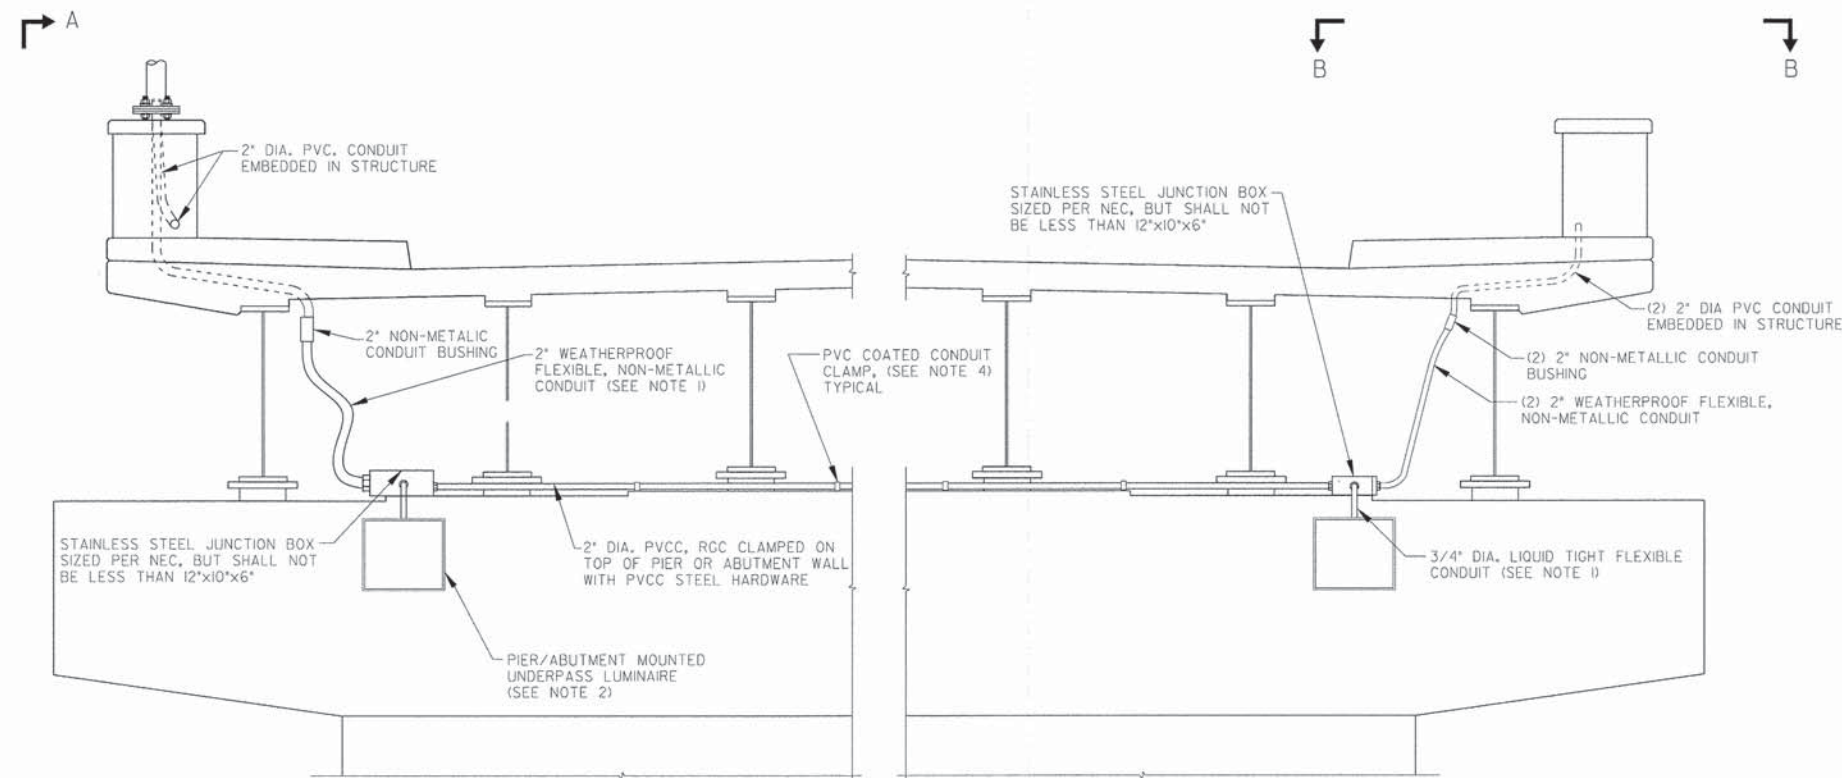 A
B
B
2" DIA. PVC. CONDUIT
EMBEDDED IN STRUCTURE
STAINLESS STEEL JUNCTION BOX
SIZED PER NEC, BUT SHALL NOT
BE LESS THAN 12"x10"x6"
(2) 2" DIA PVC CONDUIT
EMBEDDED IN STRUCTURE
2" NON-METALIC
CONDUIT BUSHING
2" WEATHERPROOF
FLEXIBLE, NON-METALLIC
CONDUIT (SEE NOTE 1)
PVC COATED CONDUIT
CLAMP, (SEE NOTE 4)
TYPICAL
(2) 2" NON-METALLIC CONDUIT
BUSHING
(2) 2" WEATHERPROOF FLEXIBLE,
NON-METALLIC CONDUIT
STAINLESS STEEL JUNCTION BOX
SIZED PER NEC, BUT SHALL NOT
BE LESS THAN 12"x10"x6"
2" DIA. PVCC, RGC CLAMPED ON
TOP OF PIER OR ABUTMENT WALL
WITH PVCC STEEL HARDWARE
3/4" DIA. LIQUID TIGHT FLEXIBLE
CONDUIT (SEE NOTE 1)
PIER/ABUTMENT MOUNTED
UNDERPASS LUMINAIRE
(SEE NOTE 2)